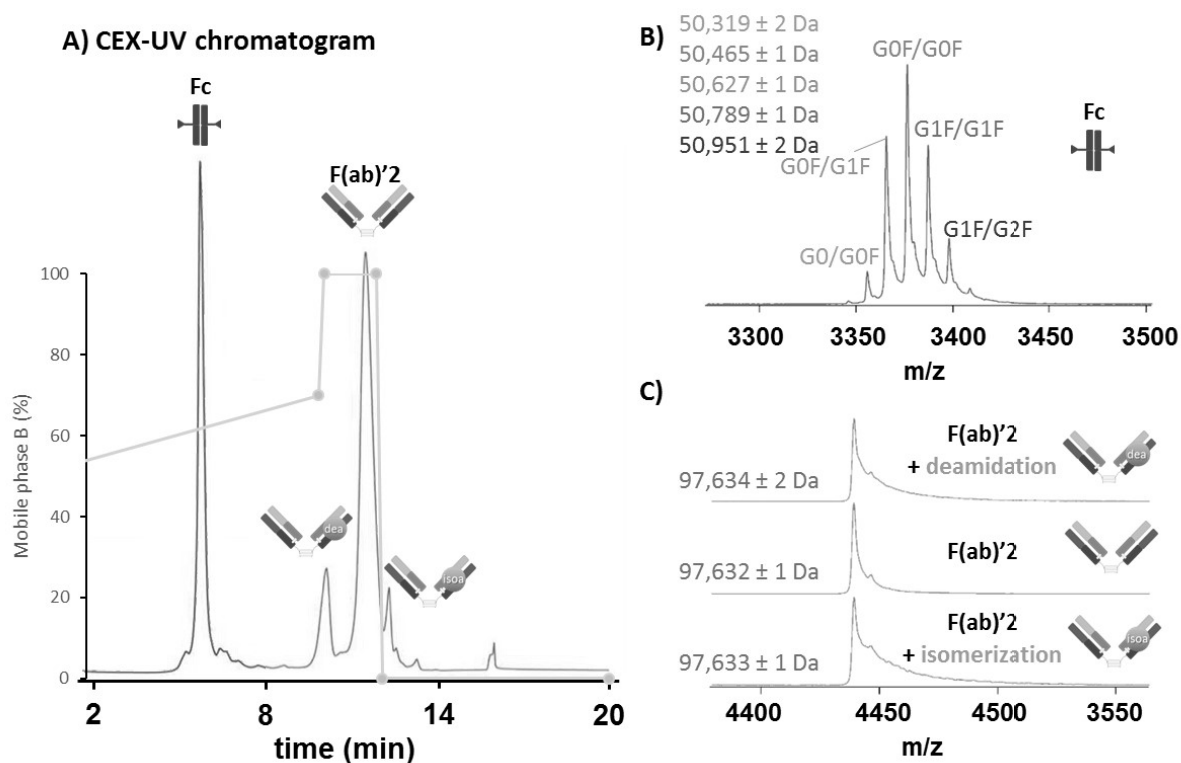 A) CEX-UV chromatogram
Fc
F(ab)'2
100
80
60
40
20
0
Mobile phase B (%)
dea
isoa
2
8
14
20
time (min)
B)
50,319 ± 2 Da
50,465 ± 1 Da
50,627 ± 1 Da
50,789 ± 1 Da
50,951 ± 2 Da
G0F/G0F
Fc
G1F/G1F
G0F/G1F
G1F/G2F
G0/G0F
3300
3350
3400
3450
3500
m/z
C)
F(ab)'2
+ deamidation
dea
97,634 ± 2 Da
F(ab)'2
97,632 ± 1 Da
F(ab)'2
+ isomerization
isoa
97,633 ± 1 Da
4400
4450
4500
3550
m/z